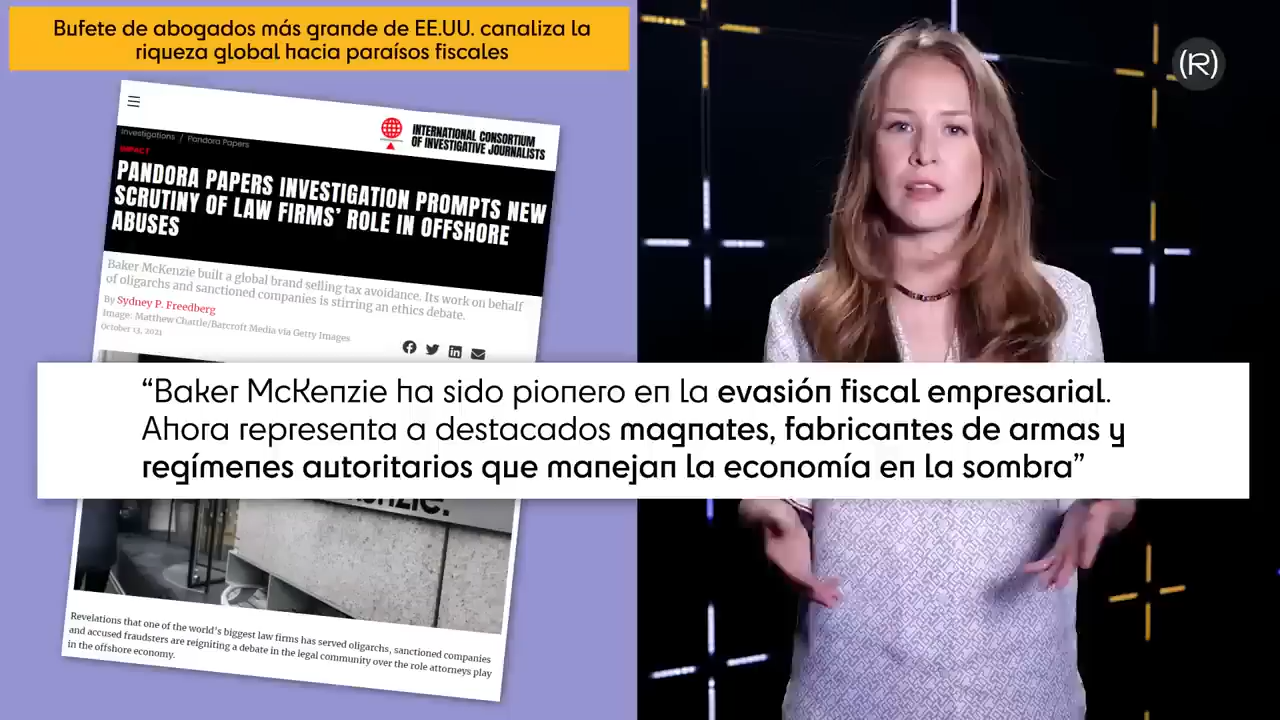 Bufete de abogados más grande de EE.UU. canaliza la
riqueza global hacia paraísos fiscales
(R)
INTERNATIONAL CONSORTIUM
OF INVESTIGATIVE JOURNALISTS
Investigations / Pandora Papers
IMPACT
PANDORA PAPERS INVESTIGATION PROMPTS NEW
SCRUTINY OF LAW FIRMS' ROLE IN OFFSHORE
ABUSES
Baker McKenzie built a global brand selling tax avoidance. Its work on behalf
of oligarchs and sanctioned companies is stirring an ethics debate.
By Sydney P. Freedberg
Image: Matthew Chattle/Barcroft Media via Getty Images
October 13, 2021
“Baker McKenzie ha sido pionero en la evasión fiscal empresarial.
Ahora representa a destacados magnates, fabricantes de armas y
regímenes autoritarios que manejan la economía en la sombra”
Revelations that one of the world's biggest law firms has served oligarchs, sanctioned companies
and accused fraudsters are reigniting a debate in the legal community over the role attorneys play
in the offshore economy.